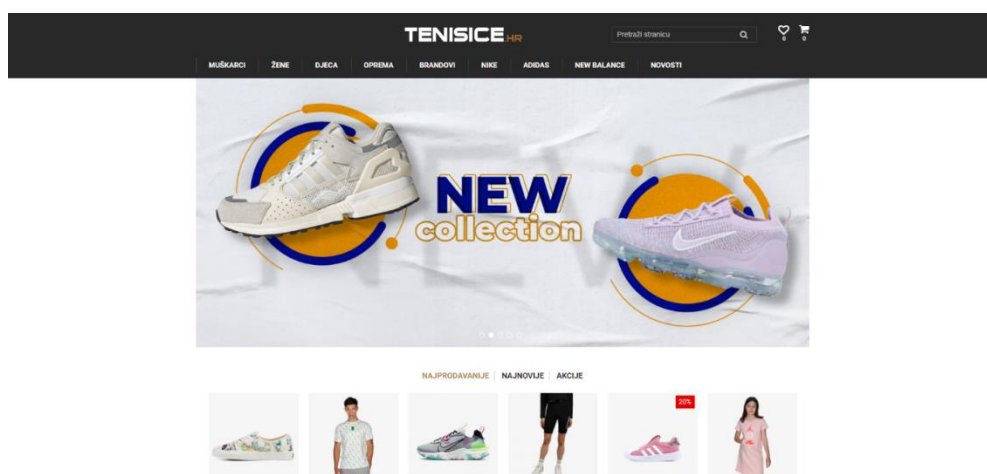 TENISICE.HR
Pretraži stranicu
0 0
MUŠKARCI ŽENE DJECA OPREMA BRANDOVI NIKE ADIDAS NEW BALANCE NOVOSTI
NEW
collection
NAJPRODAVANIJE NAJNOVIJE AKCIJE
20%